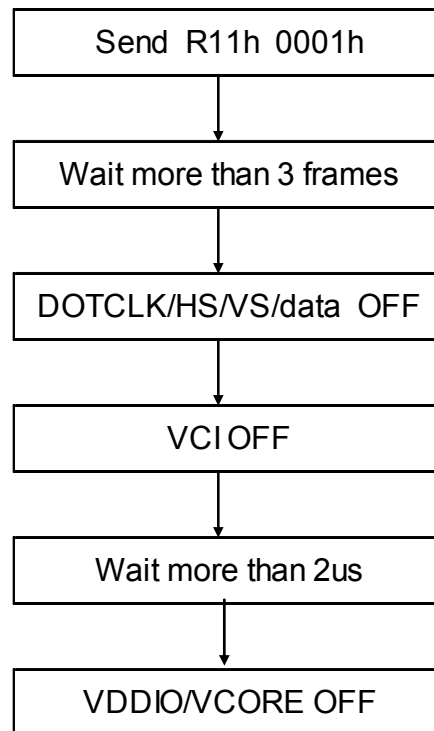 Send R11h 0001h
Wait more than 3 frames
DOTCLK/HS/VS/data OFF
VCI OFF
Wait more than 2us
VDDIO/VCORE OFF